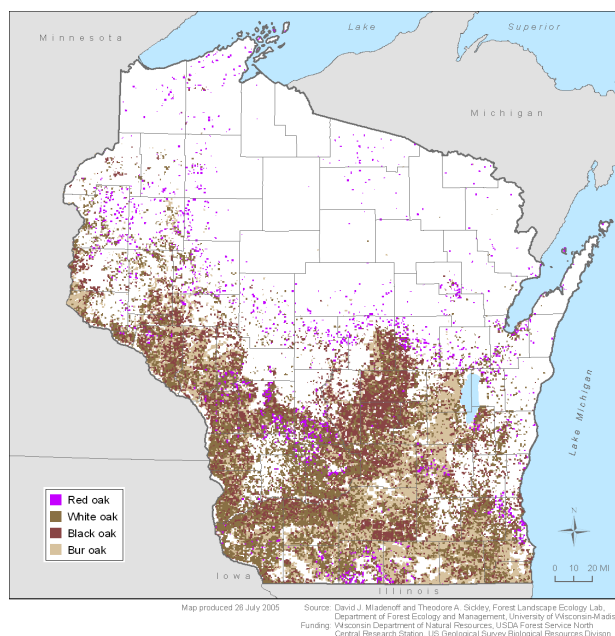 Minnesota
Lake Superior
Michigan
Lake Michigan
Red oak
White oak
Black oak
Bur oak
N
0 20 MI
Iowa
Illinois
Map produced 28 July 2005
Source: David J. Mladenoff and Theodore A. Sickley, Forest Landscape Ecology Lab,
Department of Forest Ecology and Management, University of Wisconsin-Madis
Funding: Wisconsin Department of Natural Resources, USDA Forest Service North
Central Research Station, US Geological Survey Biological Resources Division